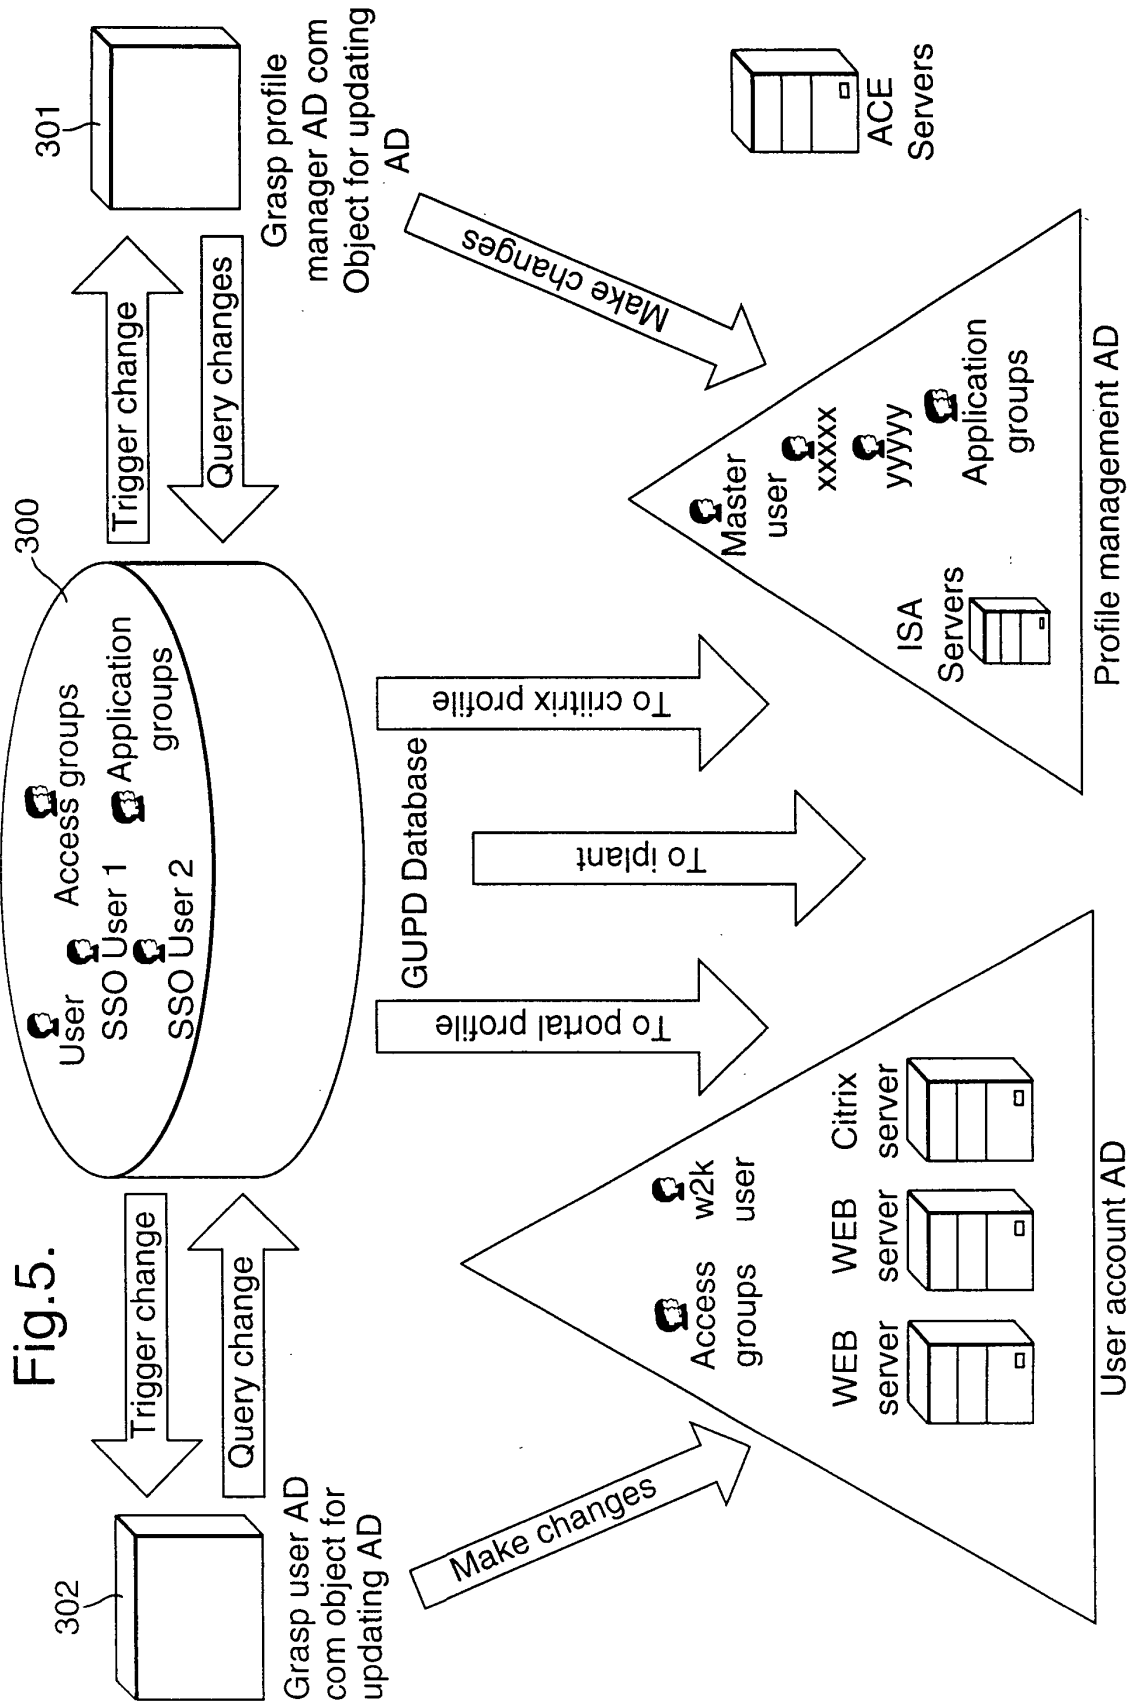 Fig.5.
302
Grasp user AD
com object for
updating AD
Trigger change
Query change
300
User
SSO User 1
SSO User 2
Access groups
Application
groups
GUPD Database
Trigger change
Query changes
301
Grasp profile
manager AD com
Object for updating
AD
Make changes
To portal profile
To iplant
To criitrix profile
Make changes
Access
groups
w2k
user
WEB
server
WEB
server
Citrix
server
User account AD
Master
user
xxxxx
yyyyy
Application
groups
ISA
Servers
Profile management AD
ACE
Servers